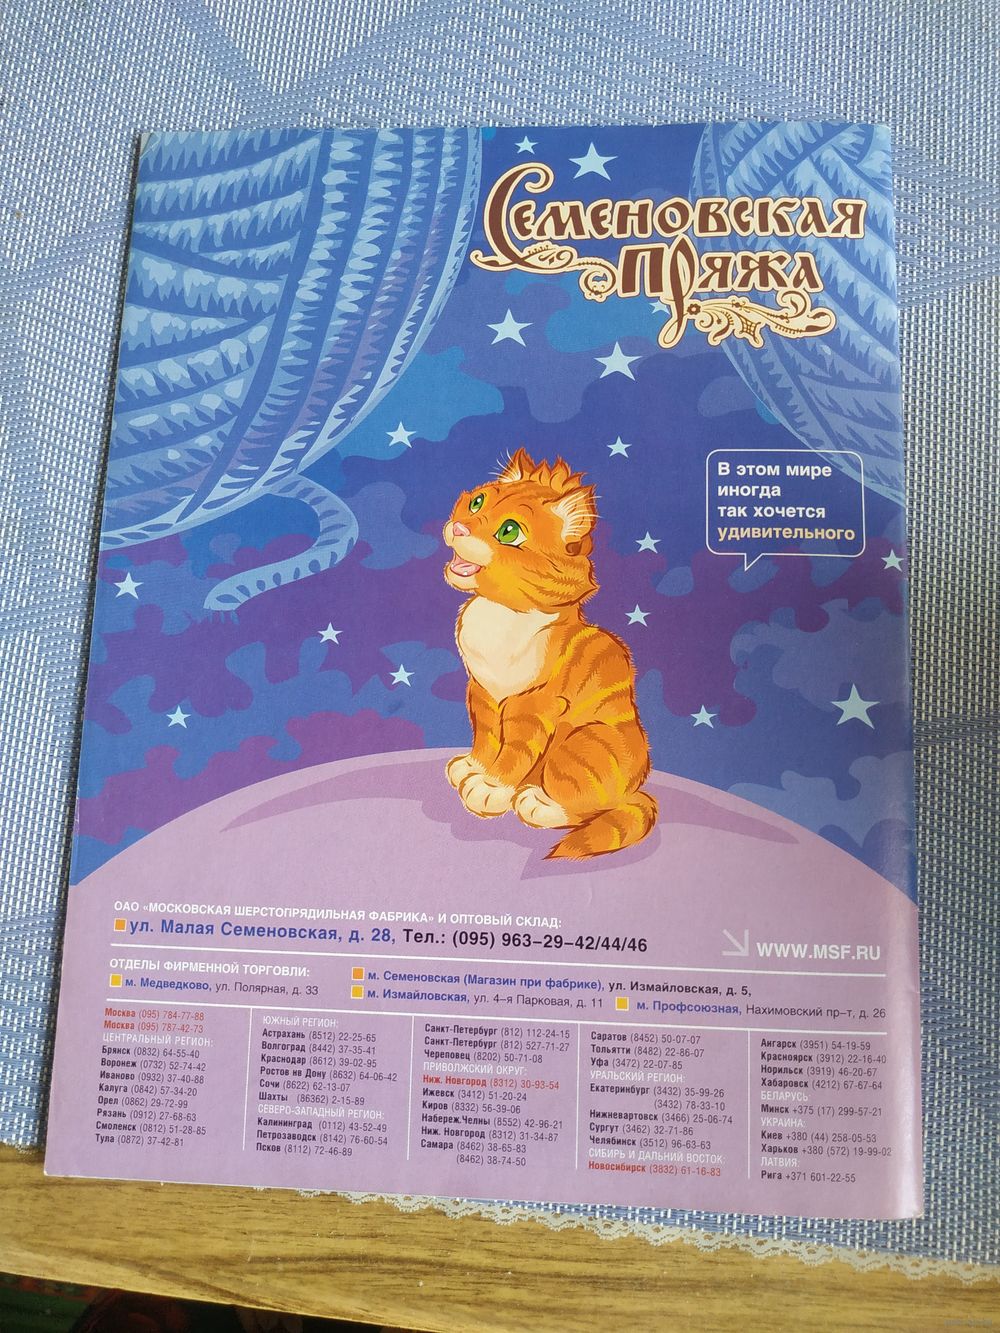 Семеновская
Пряжа
В этом мире
иногда
так хочется
удивительного
ОАО «МОСКОВСКАЯ ШЕРСТОПРЯДИЛЬНАЯ ФАБРИКА» И ОПТОВЫЙ СКЛАД:
ул. Малая Семеновская, д. 28, Тел.: (095) 963-29-42/44/46
WWW.MSF.RU
ОТДЕЛЫ ФИРМЕННОЙ ТОРГОВЛИ:
м. Медведково, ул. Полярная, д. 33
м. Семеновская (Магазин при фабрике), ул. Измайловская, д. 5,
м. Измайловская, ул. 4-я Парковая, д. 11
м. Профсоюзная, Нахимовский пр-т, д. 26
Москва (095) 784-77-88
Москва (095) 787-42-73
ЦЕНТРАЛЬНЫЙ РЕГИОН:
Брянск (0832) 64-55-40
Воронеж (0732) 52-74-42
Иваново (0932) 37-40-88
Калуга (0842) 57-34-20
Орел (0862) 29-72-99
Рязань (0912) 27-68-63
Смоленск (0812) 51-28-85
Тула (0872) 37-42-81
ЮЖНЫЙ РЕГИОН:
Астрахань (8512) 22-25-65
Волгоград (8442) 37-35-41
Краснодар (8612) 39-02-95
Ростов на Дону (8632) 64-06-42
Сочи (8622) 62-13-07
Шахты (86362) 2-15-89
СЕВЕРО-ЗАПАДНЫЙ РЕГИОН:
Калининград (0112) 43-52-49
Петрозаводск (8142) 76-60-54
Псков (8112) 72-46-89
Санкт-Петербург (812) 112-24-15
Санкт-Петербург (812) 527-71-27
Череповец (8202) 50-71-08
ПРИВОЛЖСКИЙ ОКРУГ:
Ниж. Новгород (8312) 30-93-54
Ижевск (3412) 51-20-24
Киров (8332) 56-39-06
Набереж.Челны (8552) 42-96-21
Ниж. Новгород (8312) 31-34-87
Самара (8462) 38-65-83
(8462) 38-74-50
Саратов (8452) 50-07-07
Тольятти (8482) 22-86-07
Уфа (3472) 22-07-85
УРАЛЬСКИЙ РЕГИОН:
Екатеринбург (3432) 35-99-26
(3432) 78-33-10
Нижневартовск (3466) 25-06-74
Сургут (3462) 32-71-86
Челябинск (3512) 96-63-63
СИБИРЬ И ДАЛЬНИЙ ВОСТОК:
Новосибирск (3832) 61-16-83
Ангарск (3951) 54-19-59
Красноярск (3912) 22-16-40
Норильск (3919) 46-20-67
Хабаровск (4212) 67-67-64
БЕЛАРУСЬ:
Минск +375 (17) 299-57-21
УКРАИНА:
Киев +380 (44) 258-05-53
Харьков +380 (572) 19-99-02
ЛАТВИЯ:
Рига +371 601-22-55